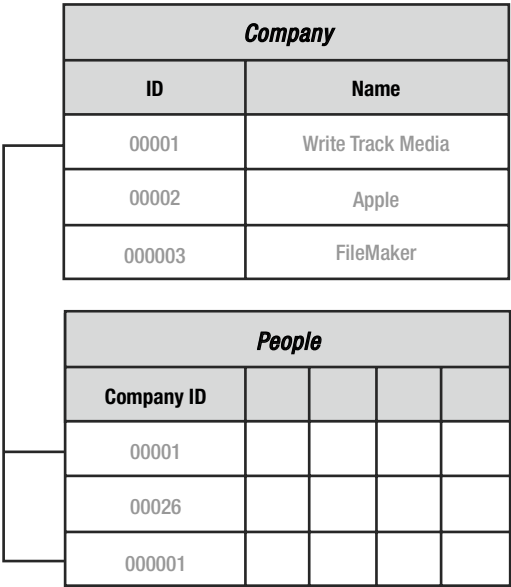 Company
ID Name
00001 Write Track Media
00002 Apple
000003 FileMaker
People
Company ID
00001
00026
000001